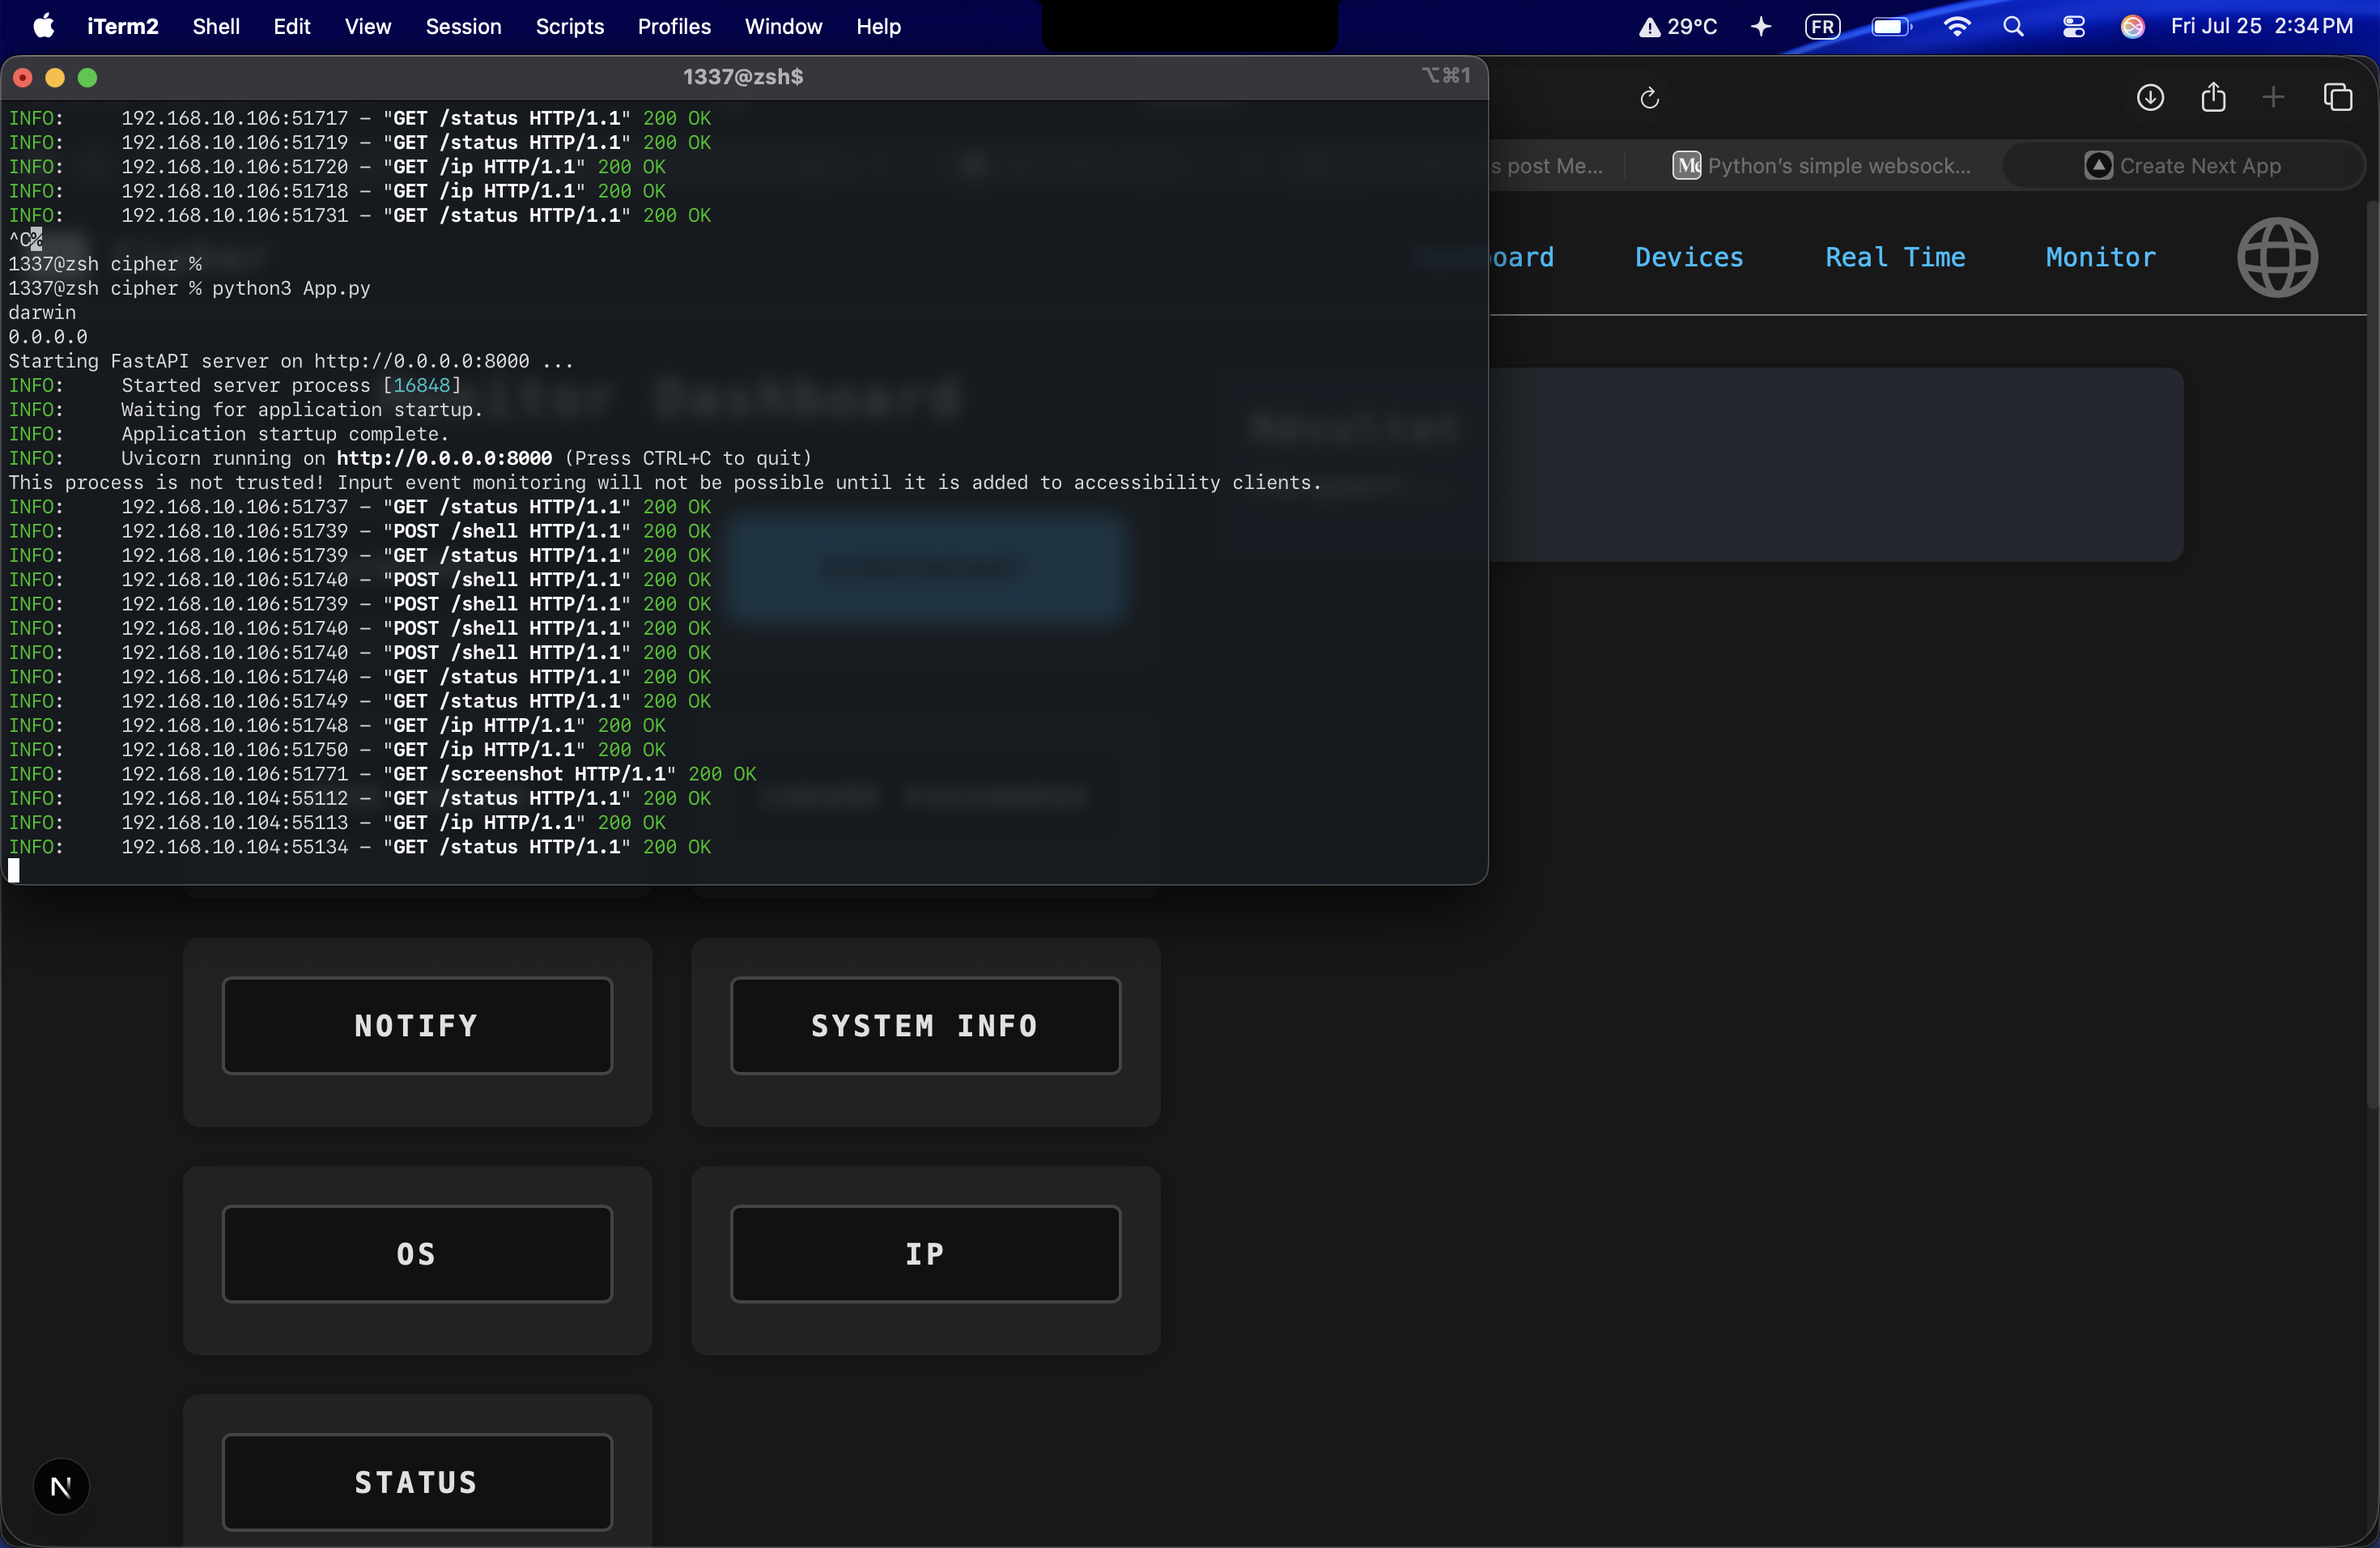 iTerm2 Shell Edit View Session Scripts Profiles Window Help 29°C FR Fri Jul 25 2:34 PM
1337@zsh$ ⌥⌘1
INFO: 192.168.10.106:51717 – "GET /status HTTP/1.1" 200 OK
INFO: 192.168.10.106:51719 – "GET /status HTTP/1.1" 200 OK
INFO: 192.168.10.106:51720 – "GET /ip HTTP/1.1" 200 OK
INFO: 192.168.10.106:51718 – "GET /ip HTTP/1.1" 200 OK
INFO: 192.168.10.106:51731 – "GET /status HTTP/1.1" 200 OK
^C%
1337@zsh cipher %
1337@zsh cipher % python3 App.py
darwin
0.0.0.0
Starting FastAPI server on http://0.0.0.0:8000 ...
INFO: Started server process [16848]
INFO: Waiting for application startup.
INFO: Application startup complete.
INFO: Uvicorn running on http://0.0.0.0:8000 (Press CTRL+C to quit)
This process is not trusted! Input event monitoring will not be possible until it is added to accessibility clients.
INFO: 192.168.10.106:51737 – "GET /status HTTP/1.1" 200 OK
INFO: 192.168.10.106:51739 – "POST /shell HTTP/1.1" 200 OK
INFO: 192.168.10.106:51739 – "GET /status HTTP/1.1" 200 OK
INFO: 192.168.10.106:51740 – "POST /shell HTTP/1.1" 200 OK
INFO: 192.168.10.106:51739 – "POST /shell HTTP/1.1" 200 OK
INFO: 192.168.10.106:51740 – "POST /shell HTTP/1.1" 200 OK
INFO: 192.168.10.106:51740 – "POST /shell HTTP/1.1" 200 OK
INFO: 192.168.10.106:51740 – "GET /status HTTP/1.1" 200 OK
INFO: 192.168.10.106:51749 – "GET /status HTTP/1.1" 200 OK
INFO: 192.168.10.106:51748 – "GET /ip HTTP/1.1" 200 OK
INFO: 192.168.10.106:51750 – "GET /ip HTTP/1.1" 200 OK
INFO: 192.168.10.106:51771 – "GET /screenshot HTTP/1.1" 200 OK
INFO: 192.168.10.104:55112 – "GET /status HTTP/1.1" 200 OK
INFO: 192.168.10.104:55113 – "GET /ip HTTP/1.1" 200 OK
INFO: 192.168.10.104:55134 – "GET /status HTTP/1.1" 200 OK
s post Me... Python's simple websock... Create Next App
oard Devices Real Time Monitor
itor Dashboard
Résultat
CHROME PASSWORDS
NOTIFY SYSTEM INFO
OS IP
STATUS
N